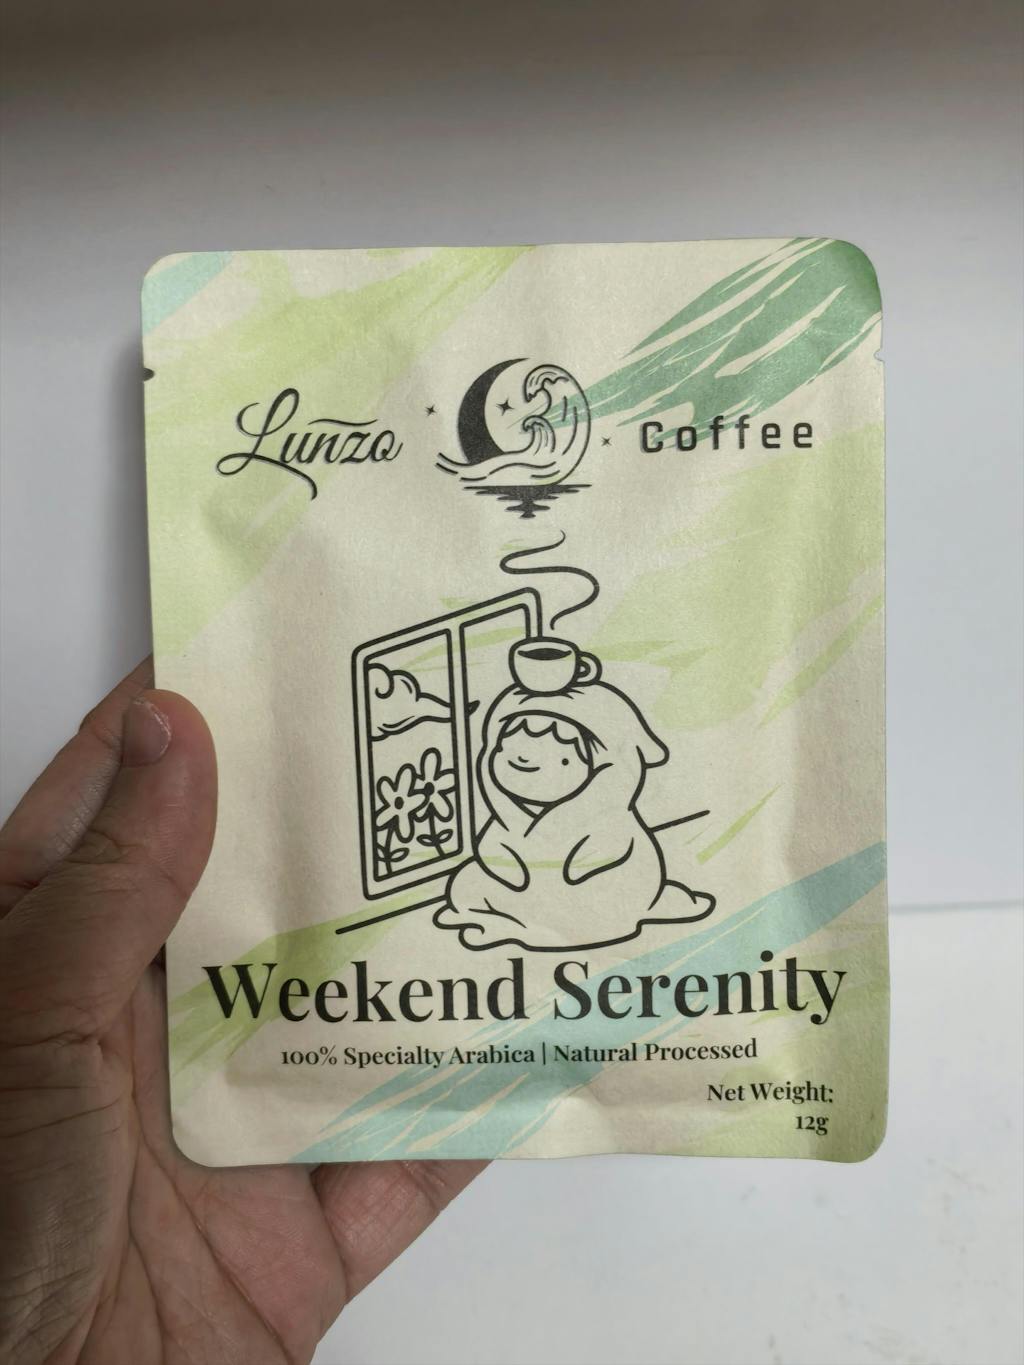 Lunzo Coffee
Weekend Serenity
100% Specialty Arabica | Natural Processed
Net Weight:
12g